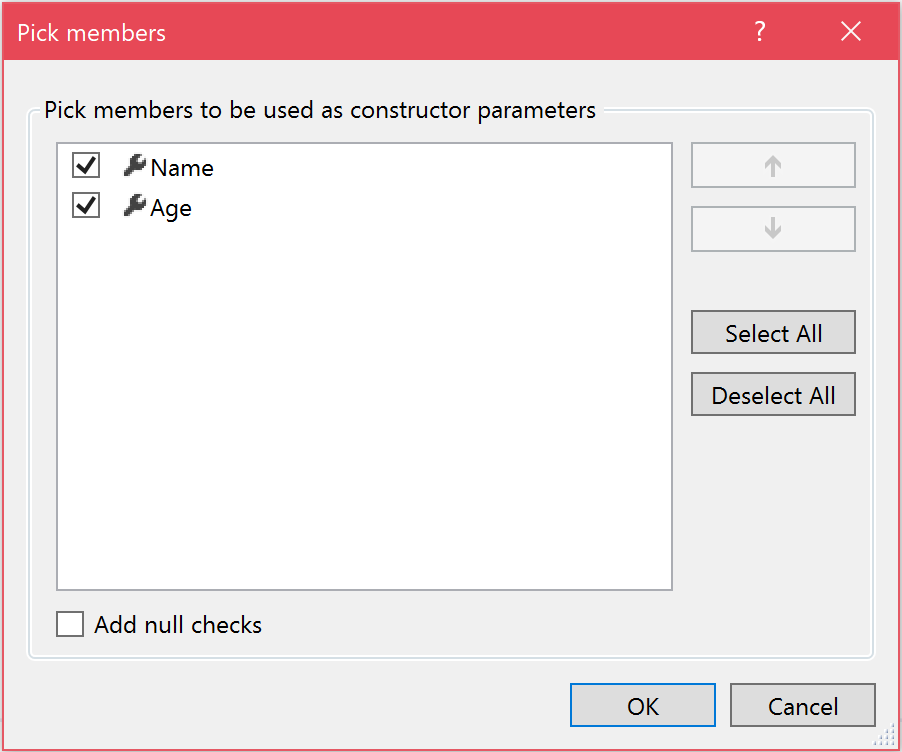 Pick members
?
Pick members to be used as constructor parameters
Name
Age
Select All
Deselect All
Add null checks
OK
Cancel